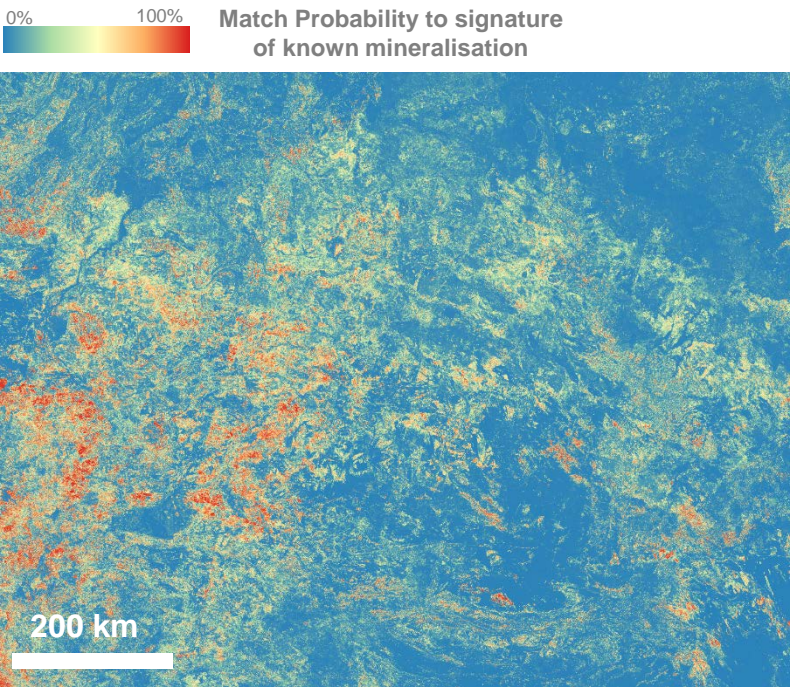 0%
100%
Match Probability to signature
of known mineralisation
200 km